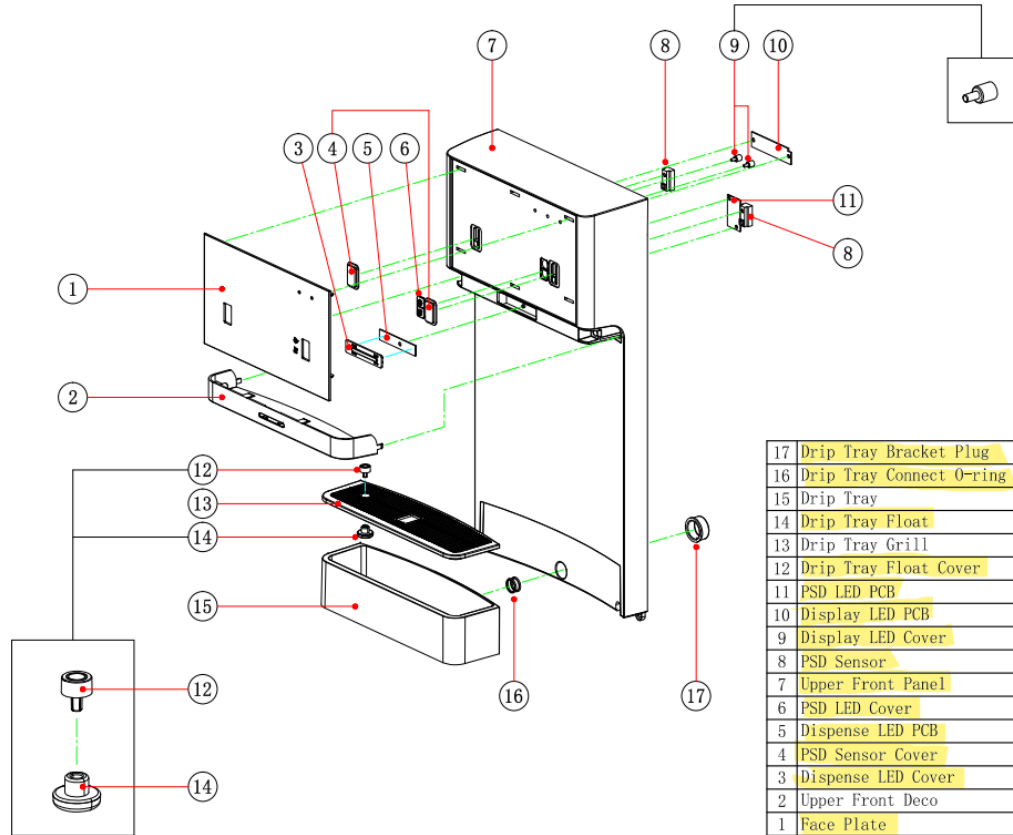 7
8
9
10
3
4
5
6
11
8
1
2
12
13
14
15
16
17
12
14
17 Drip Tray Bracket Plug
16 Drip Tray Connect O-ring
15 Drip Tray
14 Drip Tray Float
13 Drip Tray Grill
12 Drip Tray Float Cover
11 PSD LED PCB
10 Display LED PCB
9 Display LED Cover
8 PSD Sensor
7 Upper Front Panel
6 PSD LED Cover
5 Dispense LED PCB
4 PSD Sensor Cover
3 Dispense LED Cover
2 Upper Front Deco
1 Face Plate